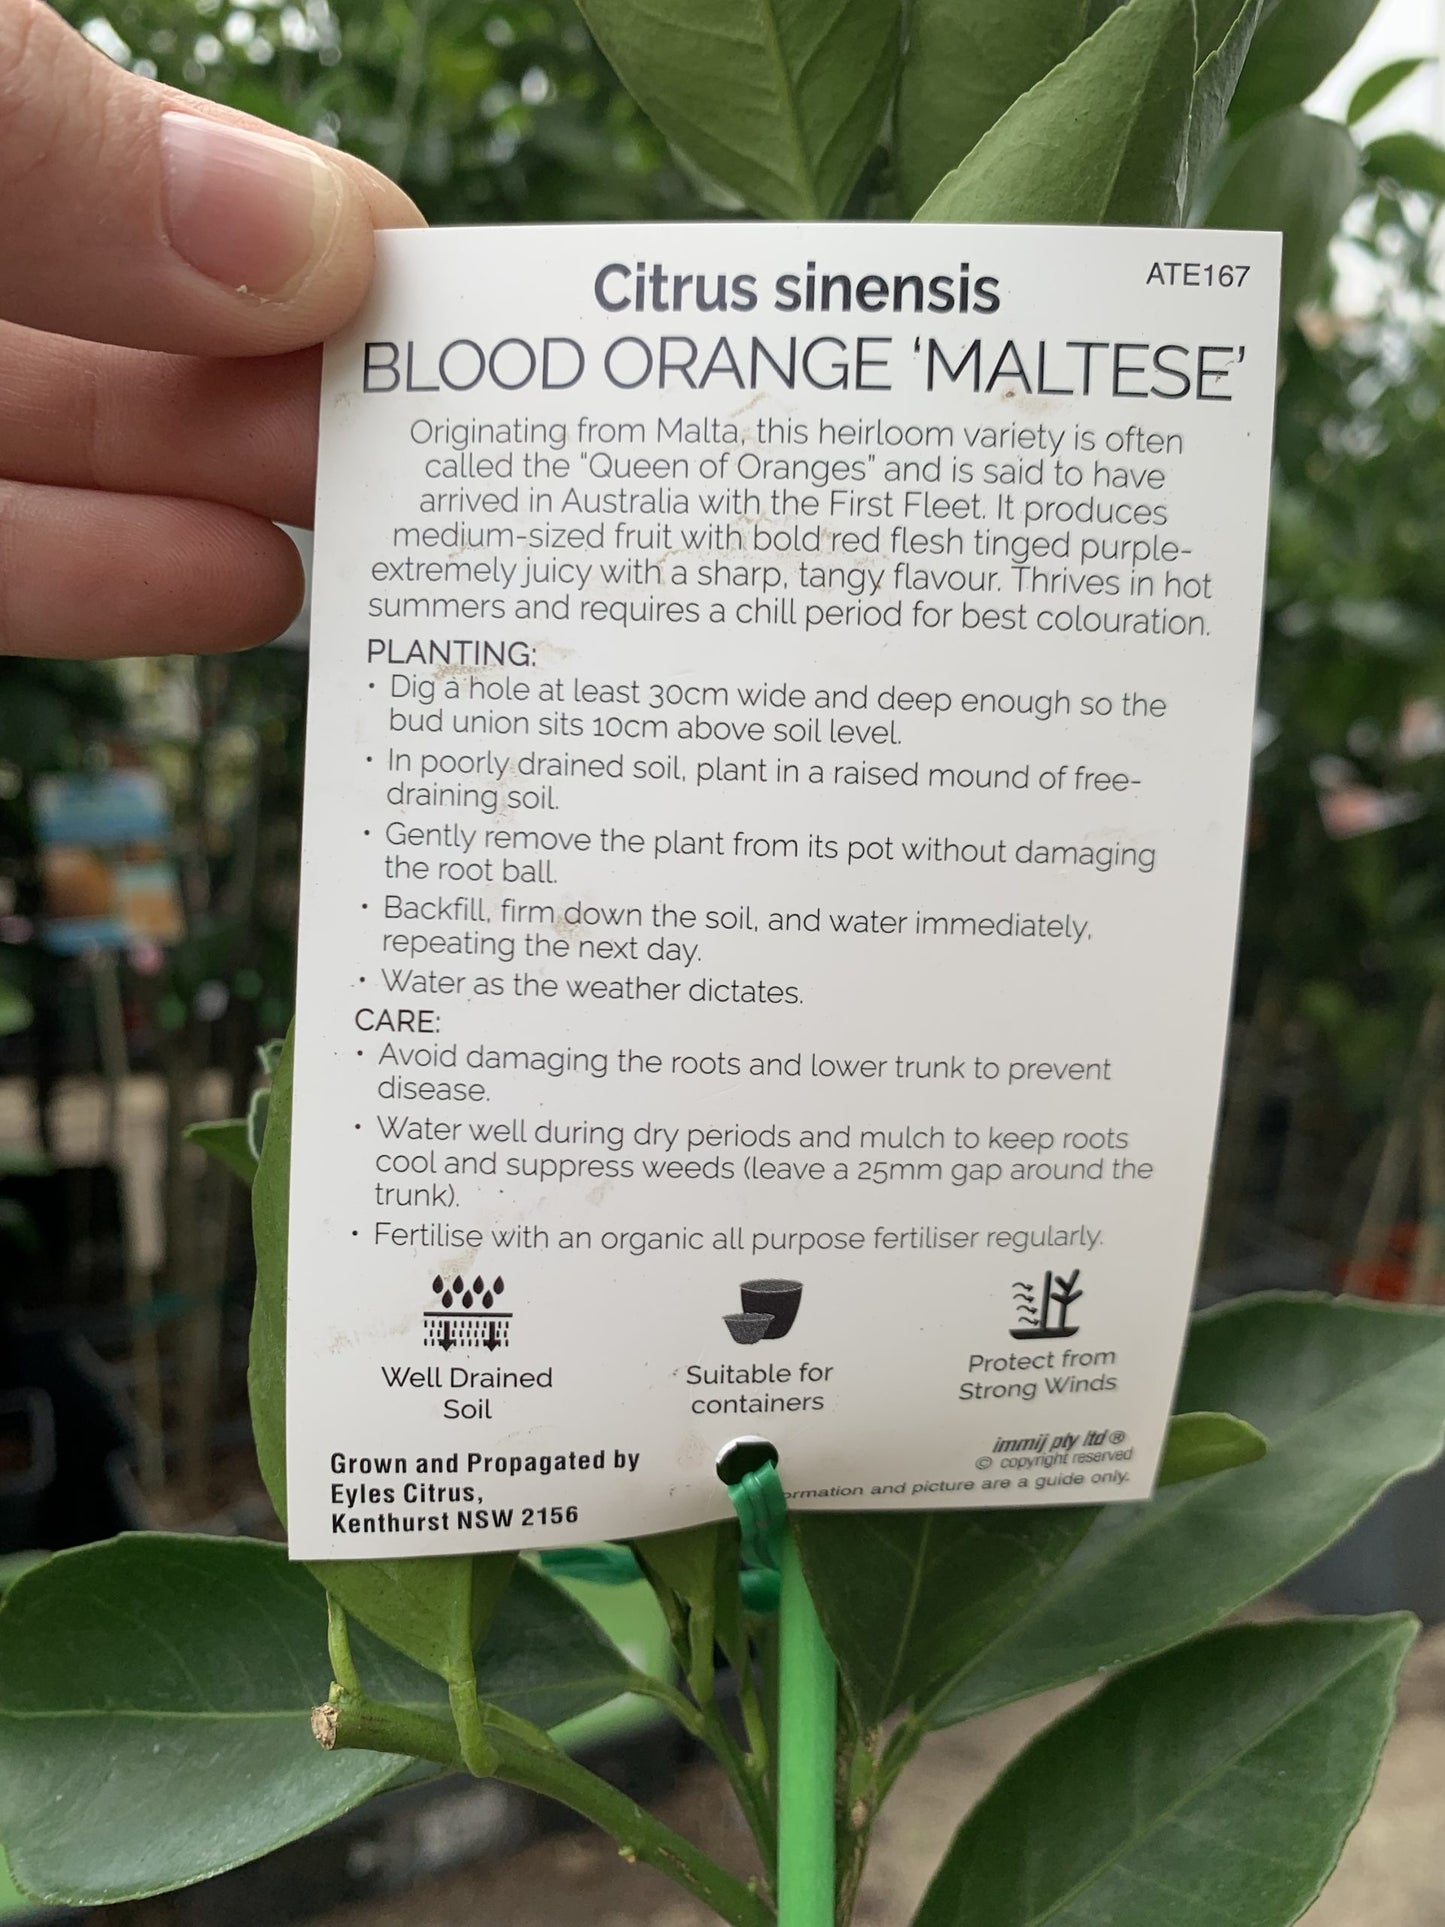 Citrus sinensis
ATE167
BLOOD ORANGE ‘MALTESE’
Originating from Malta, this heirloom variety is often
called the “Queen of Oranges” and is said to have
arrived in Australia with the First Fleet. It produces
medium-sized fruit with bold red flesh tinged purple-
extremely juicy with a sharp, tangy flavour. Thrives in hot
summers and requires a chill period for best colouration.
PLANTING:
• Dig a hole at least 30cm wide and deep enough so the
bud union sits 10cm above soil level.
• In poorly drained soil, plant in a raised mound of free-
draining soil.
• Gently remove the plant from its pot without damaging
the root ball.
• Backfill, firm down the soil, and water immediately,
repeating the next day.
• Water as the weather dictates.
CARE:
• Avoid damaging the roots and lower trunk to prevent
disease.
• Water well during dry periods and mulch to keep roots
cool and suppress weeds (leave a 25mm gap around the
trunk).
• Fertilise with an organic all purpose fertiliser regularly.
Well Drained
Soil
Suitable for
containers
Protect from
Strong Winds
Grown and Propagated by
Eyles Citrus,
Kenthurst NSW 2156
immij pty ltd ®
© copyright reserved
and picture are a guide only.